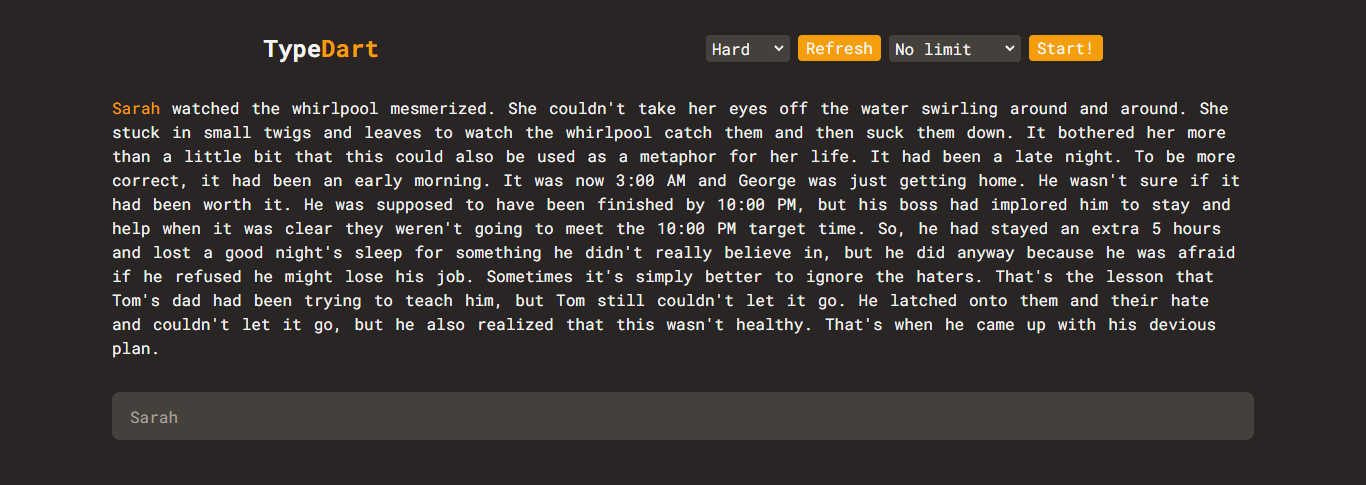 TypeDart
Hard Refresh No limit Start!
Sarah watched the whirlpool mesmerized. She couldn't take her eyes off the water swirling around and around. She
stuck in small twigs and leaves to watch the whirlpool catch them and then suck them down. It bothered her more
than a little bit that this could also be used as a metaphor for her life. It had been a late night. To be more
correct, it had been an early morning. It was now 3:00 AM and George was just getting home. He wasn't sure if it
had been worth it. He was supposed to have been finished by 10:00 PM, but his boss had implored him to stay and
help when it was clear they weren't going to meet the 10:00 PM target time. So, he had stayed an extra 5 hours
and lost a good night's sleep for something he didn't really believe in, but he did anyway because he was afraid
if he refused he might lose his job. Sometimes it's simply better to ignore the haters. That's the lesson that
Tom's dad had been trying to teach him, but Tom still couldn't let it go. He latched onto them and their hate
and couldn't let it go, but he also realized that this wasn't healthy. That's when he came up with his devious
plan.
Sarah